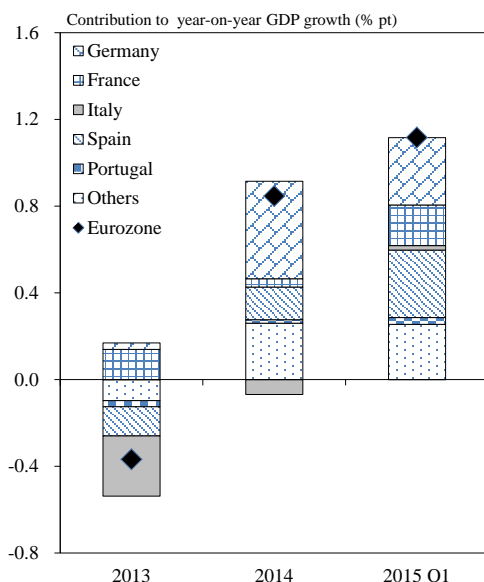 Contribution to year-on-year GDP growth (% pt)
1.6
Germany
France
1.2
Italy
Spain
Portugal
0.8
Others
Eurozone
0.4
0.0
-0.4
-0.8
2013 2014 2015 Q1